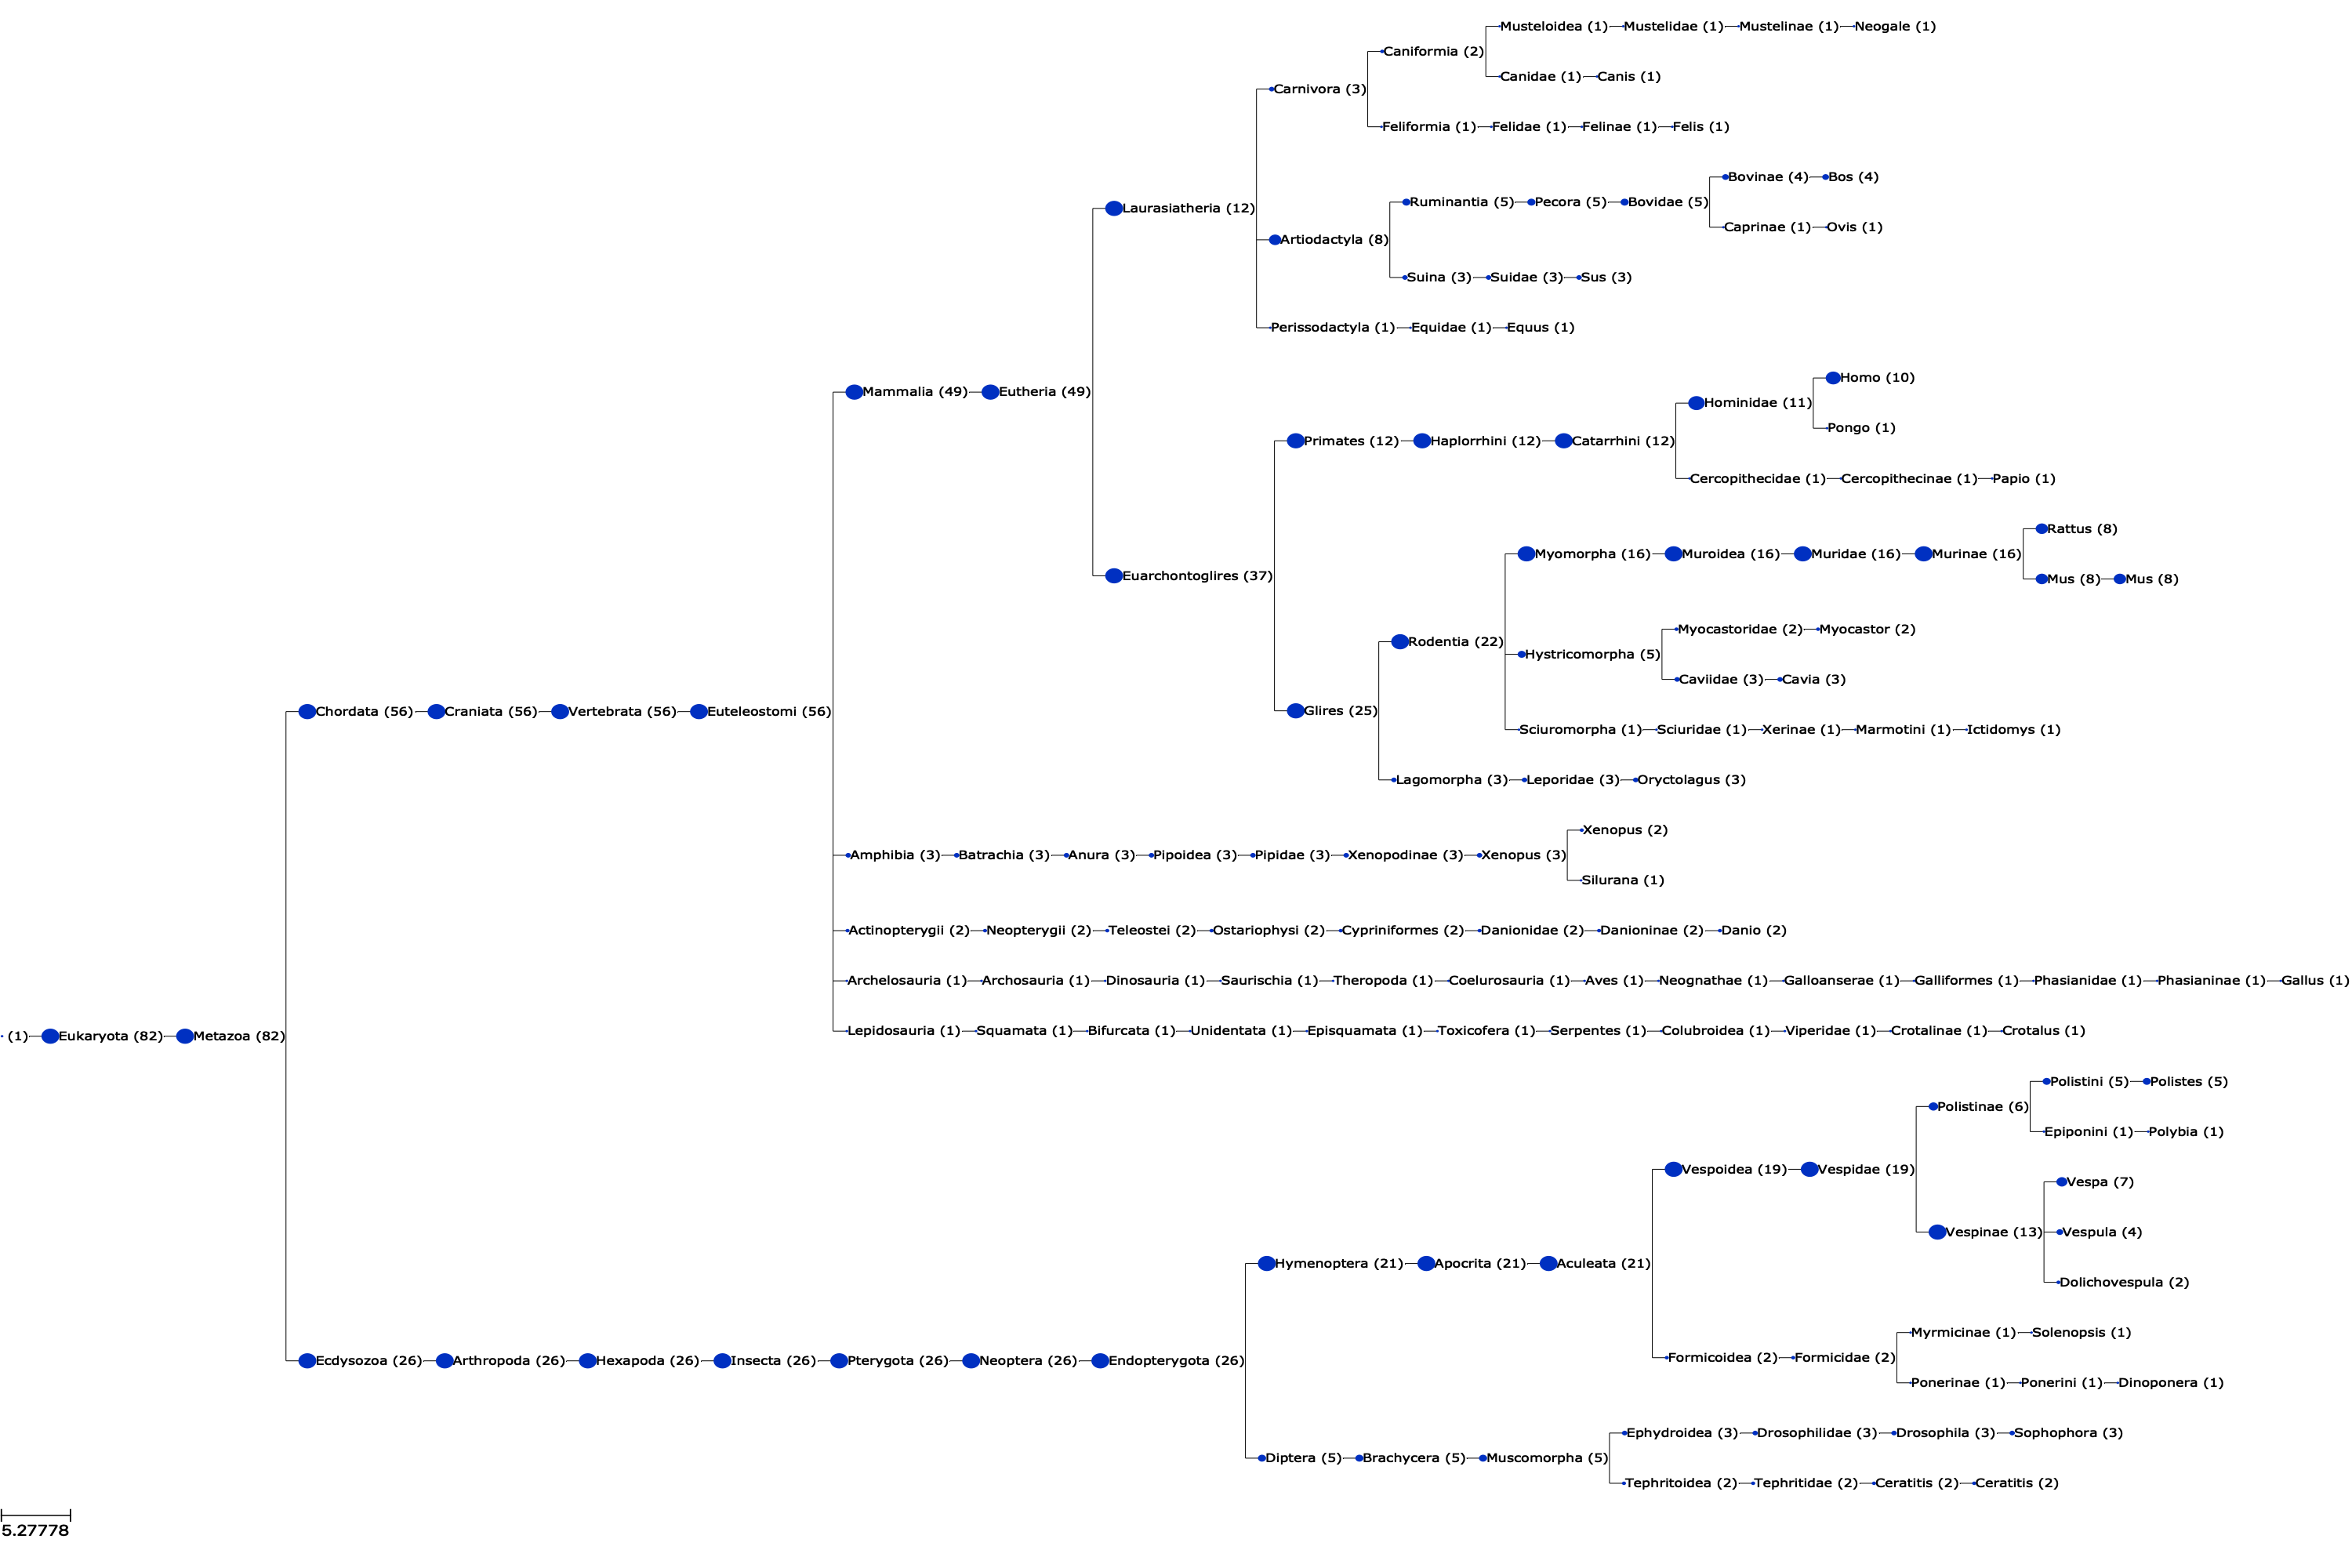 Musteloidea (1) Mustelidae (1) Mustelinae (1) Neogale (1)
Caniformia (2)
Canidae (1) Canis (1)
Carnivora (3)
Feliformia (1) Felidae (1) Felinae (1) Felis (1)
Bovinae (4) Bos (4)
Laurasiatheria (12) Ruminantia (5) Pecora (5) Bovidae (5)
Caprinae (1) Ovis (1)
Artiodactyla (8)
Suina (3) Suidae (3) Sus (3)
Perissodactyla (1) Equidae (1) Equus (1)
Homo (10)
Mammalia (49) Eutheria (49) Hominidae (11)
Pongo (1)
Primates (12) Haplorrhini (12) Catarrhini (12)
Cercopithecidae (1) Cercopithecinae (1) Papio (1)
Rattus (8)
Myomorpha (16) Muroidea (16) Muridae (16) Murinae (16)
Euarchontoglires (37) Mus (8) Mus (8)
Myocastoridae (2) Myocastor (2)
Rodentia (22) Hystricomorpha (5)
Caviidae (3) Cavia (3)
Chordata (56) Craniata (56) Vertebrata (56) Euteleostomi (56) Glires (25)
Sciuromorpha (1) Sciuridae (1) Xerinae (1) Marmotini (1) Ictidomys (1)
Lagomorpha (3) Leporidae (3) Oryctolagus (3)
Xenopus (2)
Amphibia (3) Batrachia (3) Anura (3) Pipoidea (3) Pipidae (3) Xenopodinae (3) Xenopus (3)
Silurana (1)
Actinopterygii (2) Neopterygii (2) Teleostei (2) Ostariophysi (2) Cypriniformes (2) Danionidae (2) Danioninae (2) Danio (2)
Archelosauria (1) Archosauria (1) Dinosauria (1) Saurischia (1) Theropoda (1) Coelurosauria (1) Aves (1) Neognathae (1) Galloanserae (1) Galliformes (1) Phasianidae (1) Phasianinae (1) Gallus (1)
(1) Eukaryota (82) Metazoa (82) Lepidosauria (1) Squamata (1) Bifurcata (1) Unidentata (1) Episquamata (1) Toxicofera (1) Serpentes (1) Colubroidea (1) Viperidae (1) Crotalinae (1) Crotalus (1)
Polistini (5) Polistes (5)
Polistinae (6)
Epiponini (1) Polybia (1)
Vespoidea (19) Vespidae (19)
Vespa (7)
Vespinae (13) Vespula (4)
Hymenoptera (21) Apocrita (21) Aculeata (21)
Dolichovespula (2)
Myrmicinae (1) Solenopsis (1)
Ecdysozoa (26) Arthropoda (26) Hexapoda (26) Insecta (26) Pterygota (26) Neoptera (26) Endopterygota (26) Formicoidea (2) Formicidae (2)
Ponerinae (1) Ponerini (1) Dinoponera (1)
Ephydroidea (3) Drosophilidae (3) Drosophila (3) Sophophora (3)
Diptera (5) Brachycera (5) Muscomorpha (5)
Tephritoidea (2) Tephritidae (2) Ceratitis (2) Ceratitis (2)
5.27778